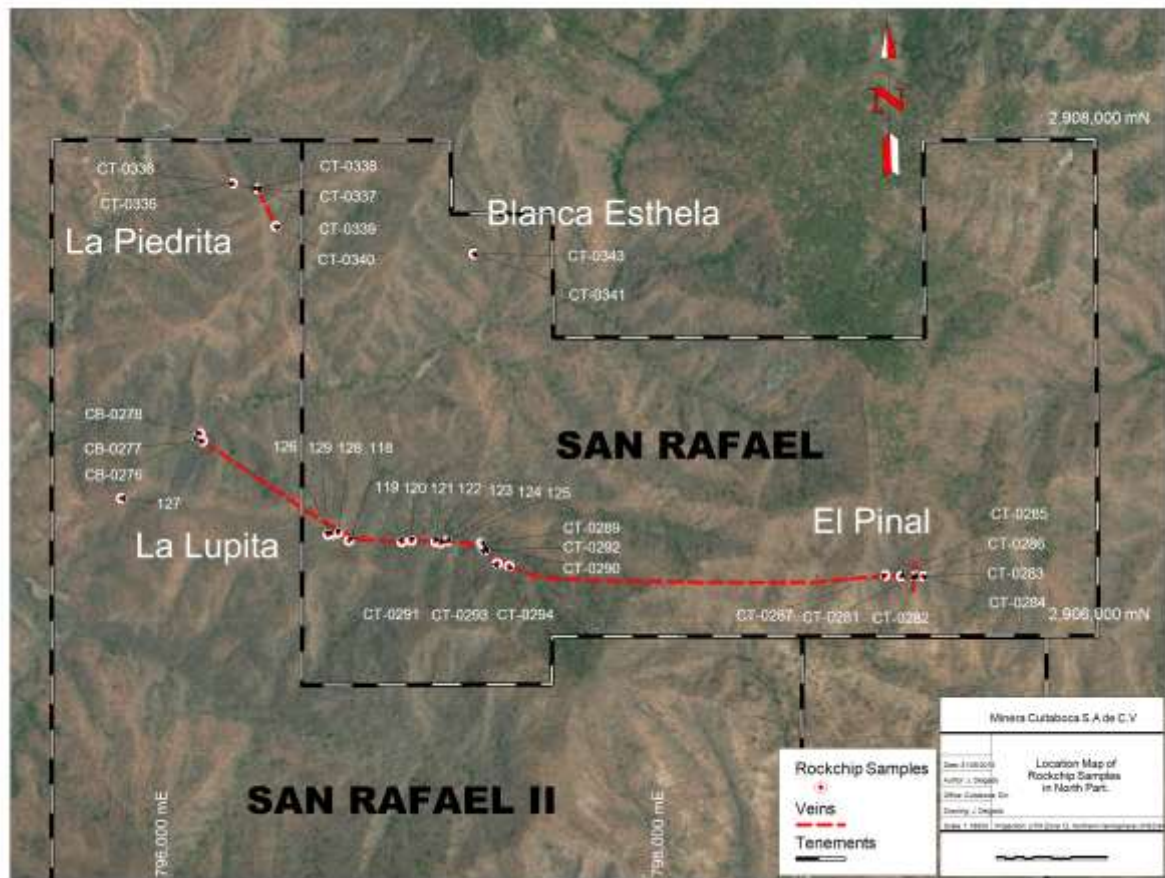 N
2,908,000 mN
CT-0338
CT-0337
CT-0339
CT-0340
La Piedrita
Blanca Esthela
CT-0343
CT-0341
CB-0278
CB-0277
CB-0276
127
126 129 128 118
119 120 121 122 123 124 125
SAN RAFAEL
La Lupita
CT-0289
CT-0292
CT-0290
El Pinal
CT-0285
CT-0286
CT-0283
CT-0284
CT-0291 CT-0293 CT-0294
CT-0287 CT-0281 CT-0282
2,906,000 mN
SAN RAFAEL II
796,000 mE
798,000 mE
Rockchip Samples
Veins
Tenements
Minera Cuitaboca S.A de C.V
Location Map of
Rockchip Samples
in North Part.
Author: J. Delgado
Drawing: J. Delgado